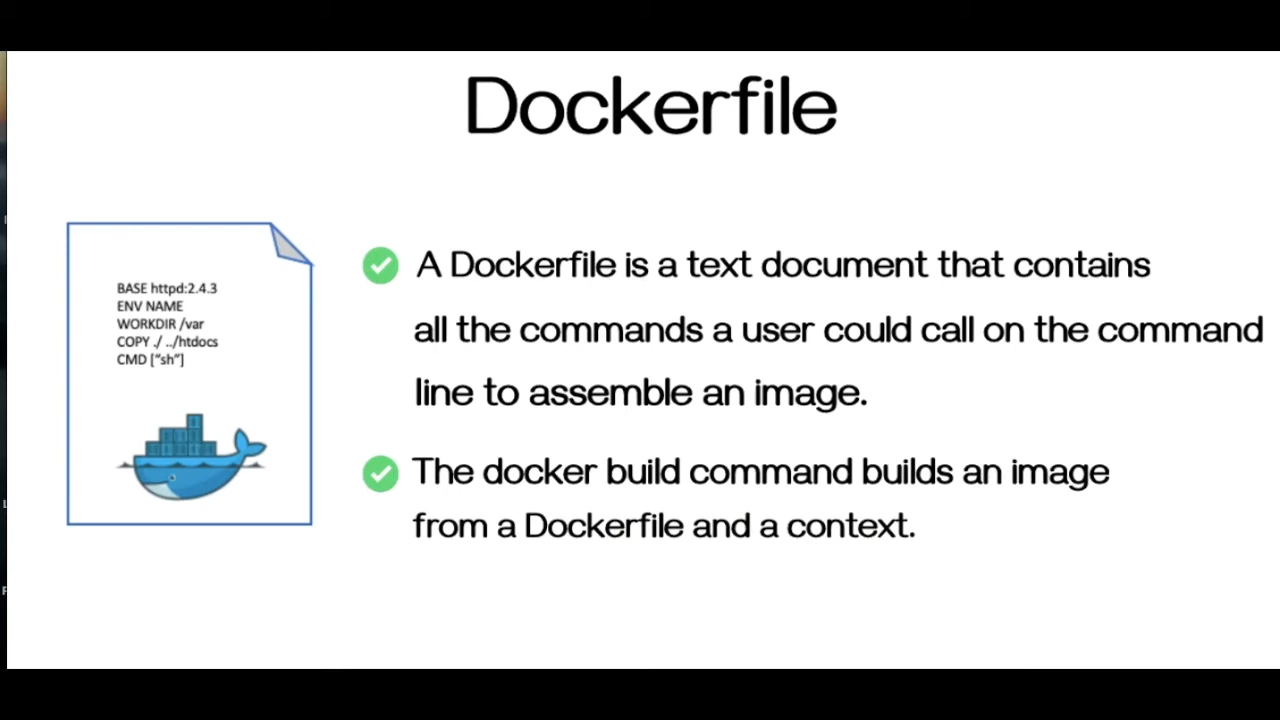 Dockerfile
BASE httpd:2.4.3
ENV NAME
WORKDIR /var
COPY ./ ../htdocs
CMD [“sh”]
A Dockerfile is a text document that contains
all the commands a user could call on the command
line to assemble an image.
The docker build command builds an image
from a Dockerfile and a context.